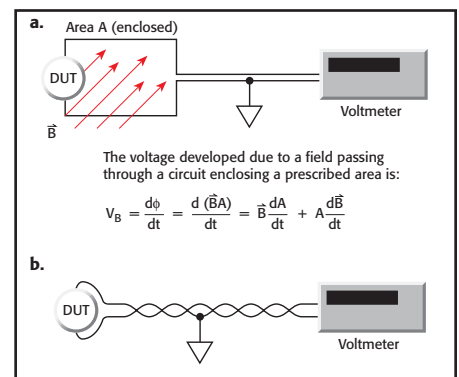 a.
Area A (enclosed)
DUT
B⃗
Voltmeter
The voltage developed due to a field passing
through a circuit enclosing a prescribed area is:
V_B = dϕ/dt = d (B⃗A)/dt = B⃗ dA/dt + A dB⃗/dt
b.
DUT
Voltmeter